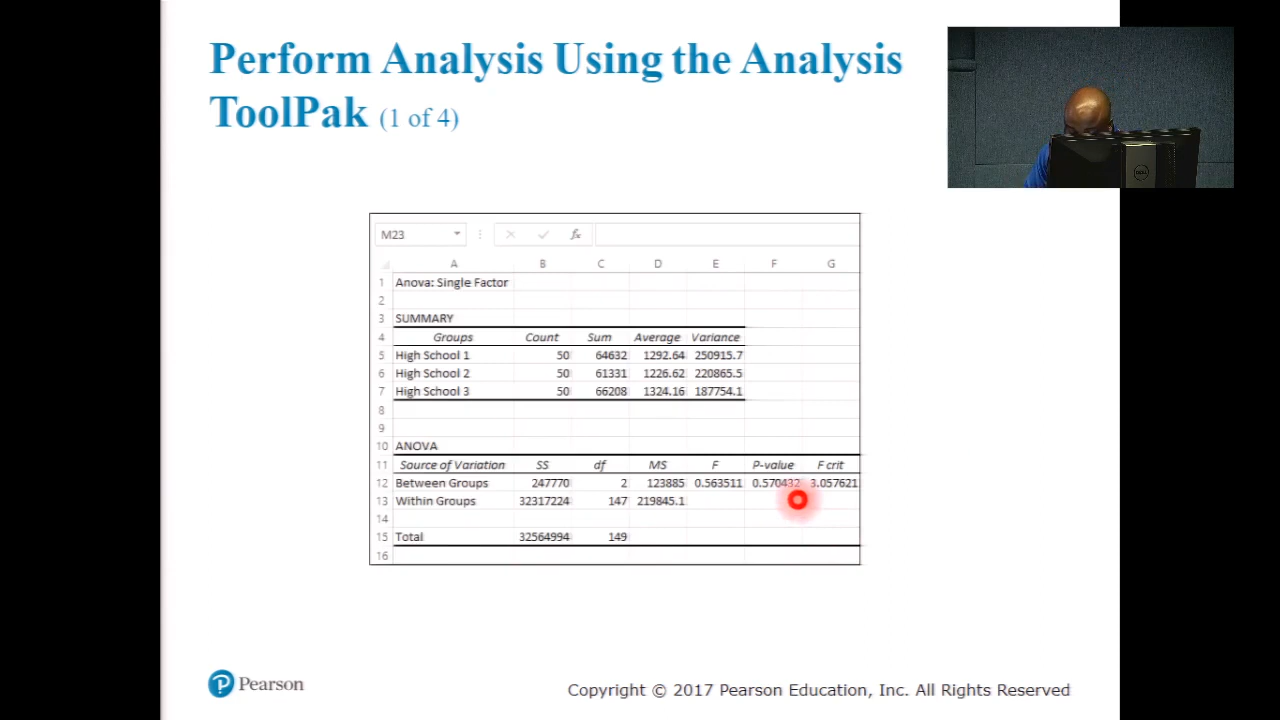 Perform Analysis Using the Analysis
ToolPak (1 of 4)
M23 fx
A B C D E F G
1 Anova: Single Factor
2
3 SUMMARY
4 Groups Count Sum Average Variance
5 High School 1 50 64632 1292.64 250915.7
6 High School 2 50 61331 1226.62 220865.5
7 High School 3 50 66208 1324.16 187754.1
8
9
10 ANOVA
11 Source of Variation SS df MS F P-value F crit
12 Between Groups 247770 2 123885 0.563511 0.570432 3.057621
13 Within Groups 32317224 147 219845.1
14
15 Total 32564994 149
16
DELL
P Pearson
Copyright © 2017 Pearson Education, Inc. All Rights Reserved